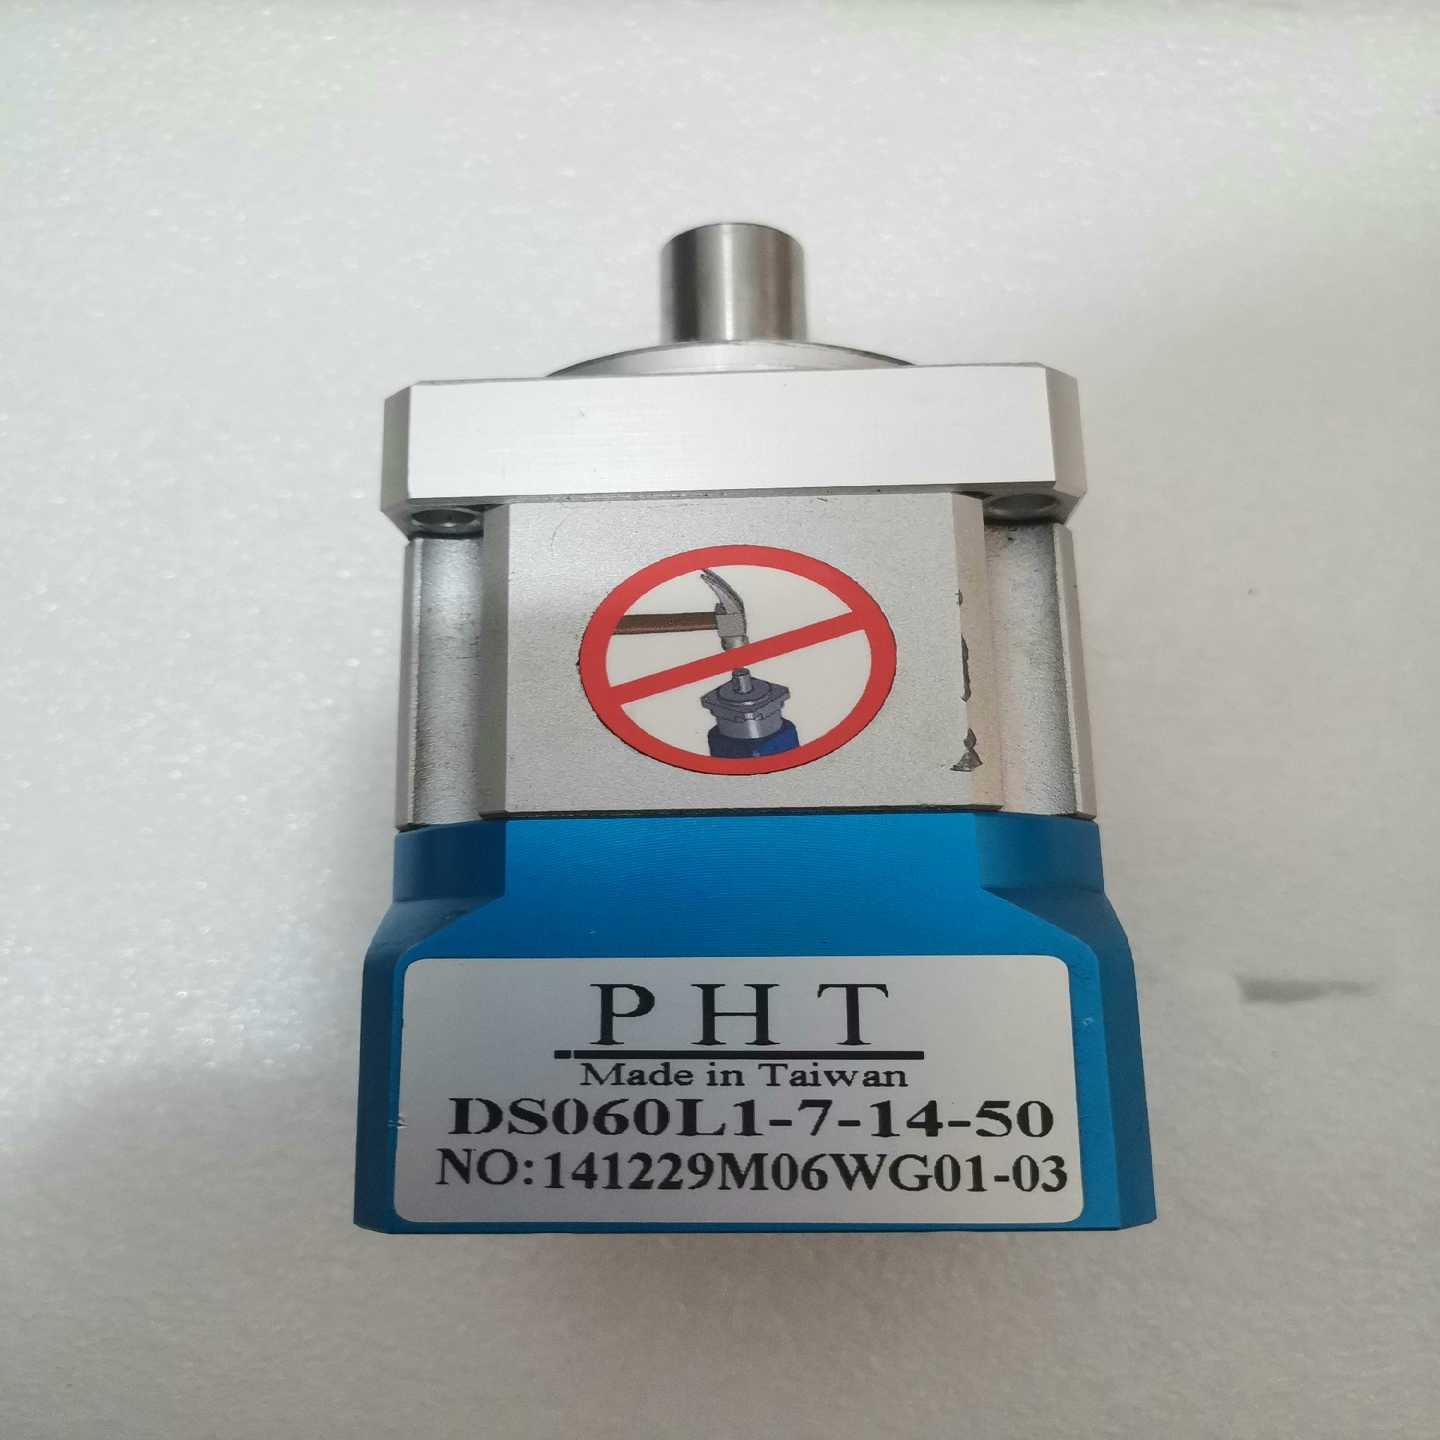 PHT
Made in Taiwan
DS060L1-7-14-50
NO:141229M06WG01-03